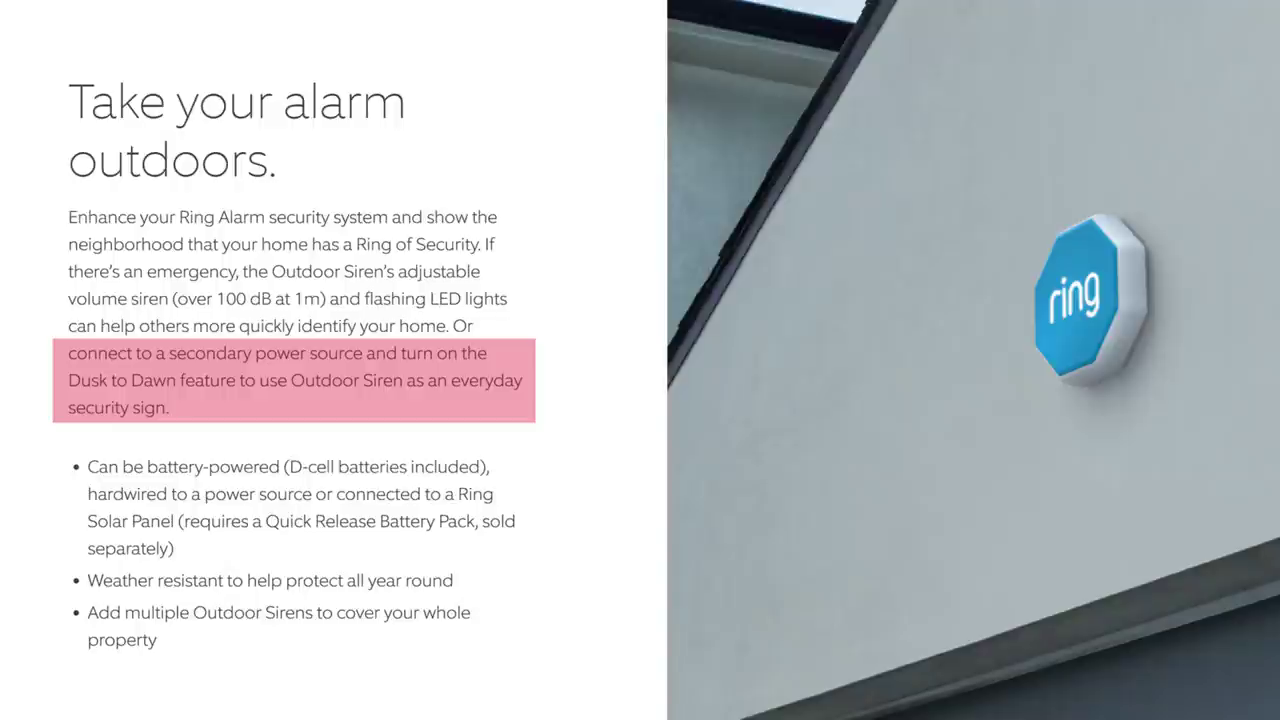 Take your alarm
outdoors.
Enhance your Ring Alarm security system and show the
neighborhood that your home has a Ring of Security. If
there's an emergency, the Outdoor Siren's adjustable
volume siren (over 100 dB at 1m) and flashing LED lights
can help others more quickly identify your home. Or
connect to a secondary power source and turn on the
Dusk to Dawn feature to use Outdoor Siren as an everyday
security sign.
• Can be battery-powered (D-cell batteries included),
hardwired to a power source or connected to a Ring
Solar Panel (requires a Quick Release Battery Pack, sold
separately)
• Weather resistant to help protect all year round
• Add multiple Outdoor Sirens to cover your whole
property
ring